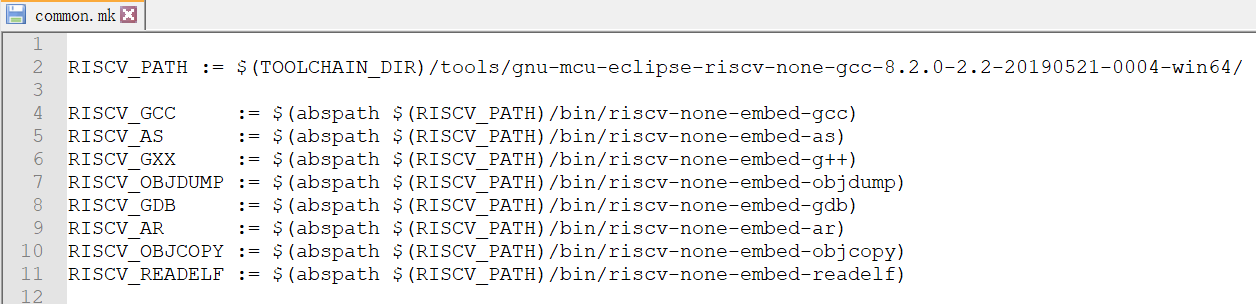 common.mk
1
2 RISCV_PATH := $(TOOLCHAIN_DIR)/tools/gnu-mcu-eclipse-riscv-none-gcc-8.2.0-2.2-20190521-0004-win64/
3
4 RISCV_GCC     := $(abspath $(RISCV_PATH)/bin/riscv-none-embed-gcc)
5 RISCV_AS      := $(abspath $(RISCV_PATH)/bin/riscv-none-embed-as)
6 RISCV_GXX     := $(abspath $(RISCV_PATH)/bin/riscv-none-embed-g++)
7 RISCV_OBJDUMP := $(abspath $(RISCV_PATH)/bin/riscv-none-embed-objdump)
8 RISCV_GDB     := $(abspath $(RISCV_PATH)/bin/riscv-none-embed-gdb)
9 RISCV_AR      := $(abspath $(RISCV_PATH)/bin/riscv-none-embed-ar)
10 RISCV_OBJCOPY := $(abspath $(RISCV_PATH)/bin/riscv-none-embed-objcopy)
11 RISCV_READELF := $(abspath $(RISCV_PATH)/bin/riscv-none-embed-readelf)
12